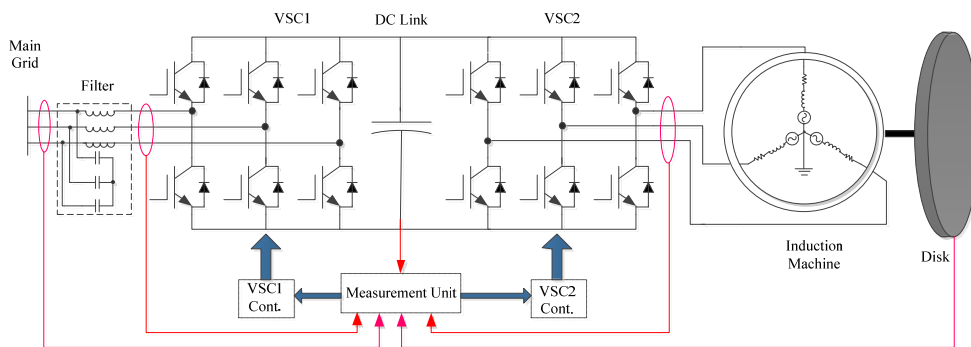 VSC1
DC Link
VSC2
Main
Grid
Filter
Induction
Machine
Disk
VSC1
Cont.
Measurement Unit
VSC2
Cont.